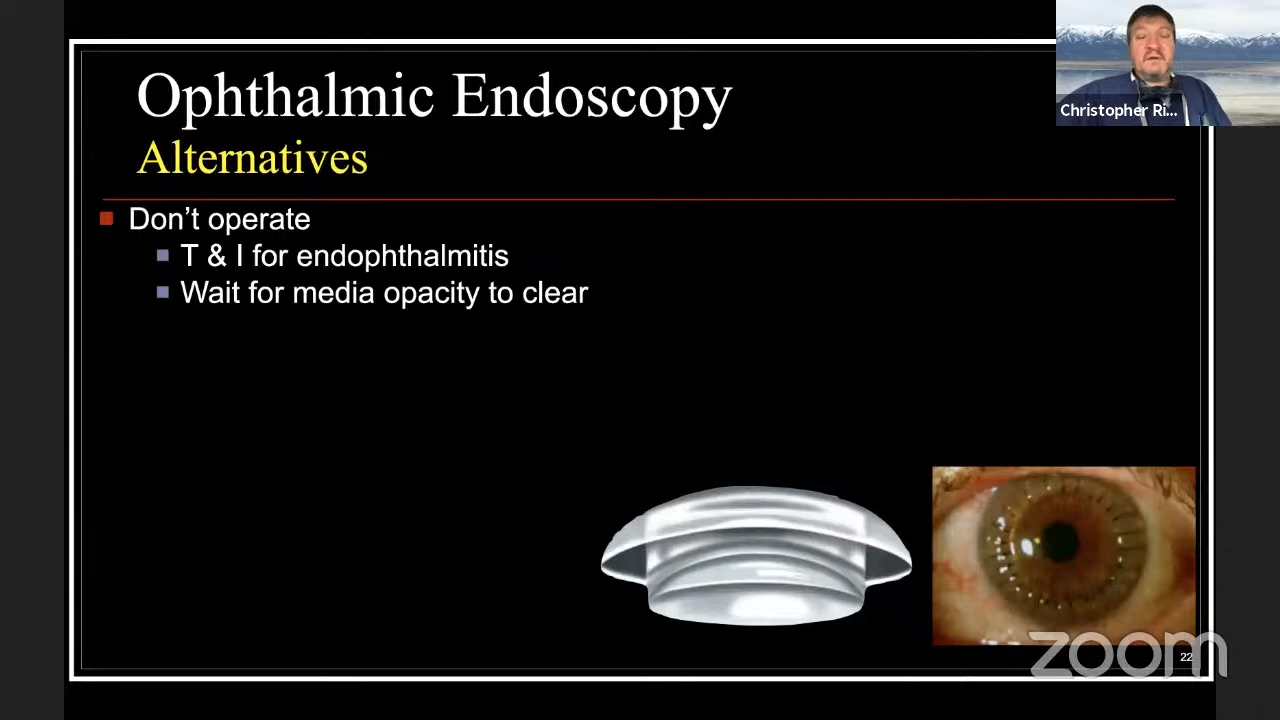 Ophthalmic Endoscopy
Alternatives
Christopher Ri...
Don’t operate
T & I for endophthalmitis
Wait for media opacity to clear
22
zoom